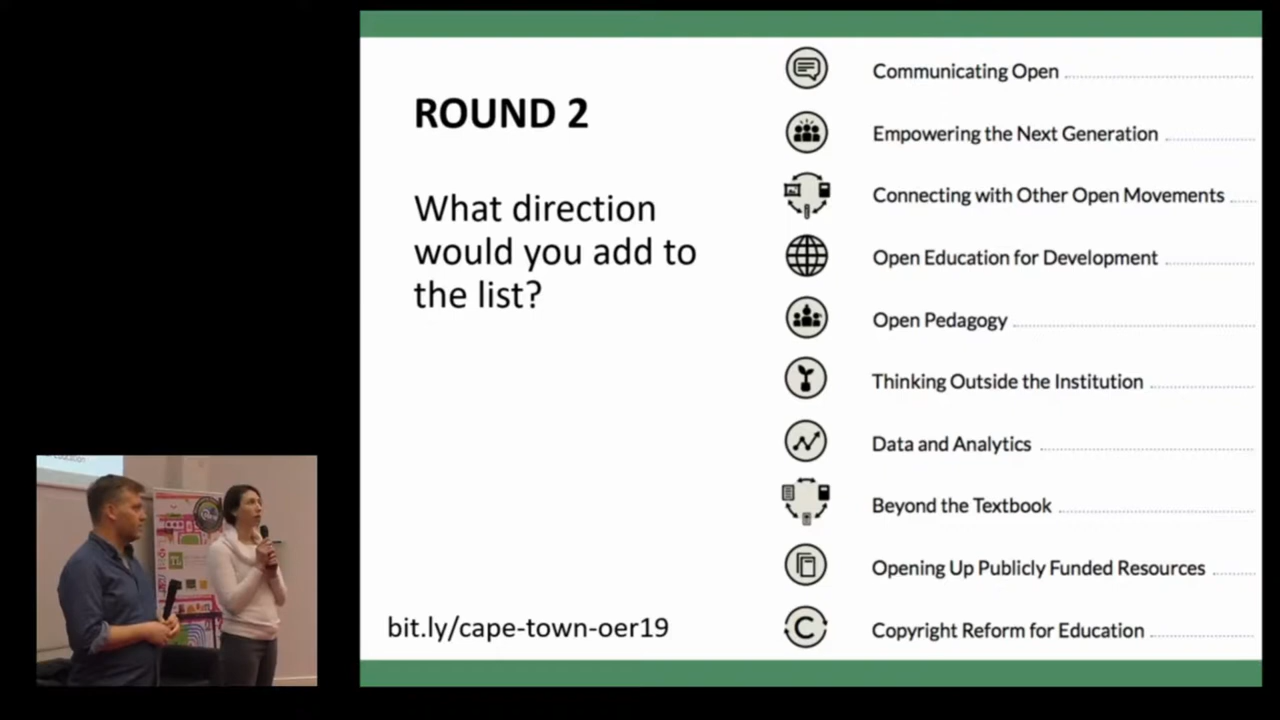 ROUND 2
What direction
would you add to
the list?
bit.ly/cape-town-oer19
Communicating Open
Empowering the Next Generation
Connecting with Other Open Movements
Open Education for Development
Open Pedagogy
Thinking Outside the Institution
Data and Analytics
Beyond the Textbook
Opening Up Publicly Funded Resources
Copyright Reform for Education